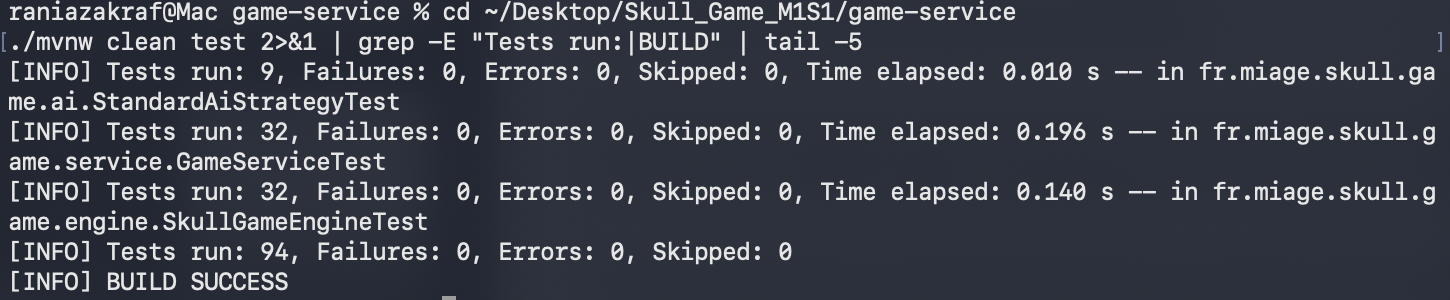 raniazakraf@Mac game-service % cd ~/Desktop/Skull_Game_M1S1/game-service
[./mvnw clean test 2>&1 | grep -E "Tests run:|BUILD" | tail -5 ]
[INFO] Tests run: 9, Failures: 0, Errors: 0, Skipped: 0, Time elapsed: 0.010 s -- in fr.miage.skull.ga
me.ai.StandardAiStrategyTest
[INFO] Tests run: 32, Failures: 0, Errors: 0, Skipped: 0, Time elapsed: 0.196 s -- in fr.miage.skull.g
ame.service.GameServiceTest
[INFO] Tests run: 32, Failures: 0, Errors: 0, Skipped: 0, Time elapsed: 0.140 s -- in fr.miage.skull.g
ame.engine.SkullGameEngineTest
[INFO] Tests run: 94, Failures: 0, Errors: 0, Skipped: 0
[INFO] BUILD SUCCESS